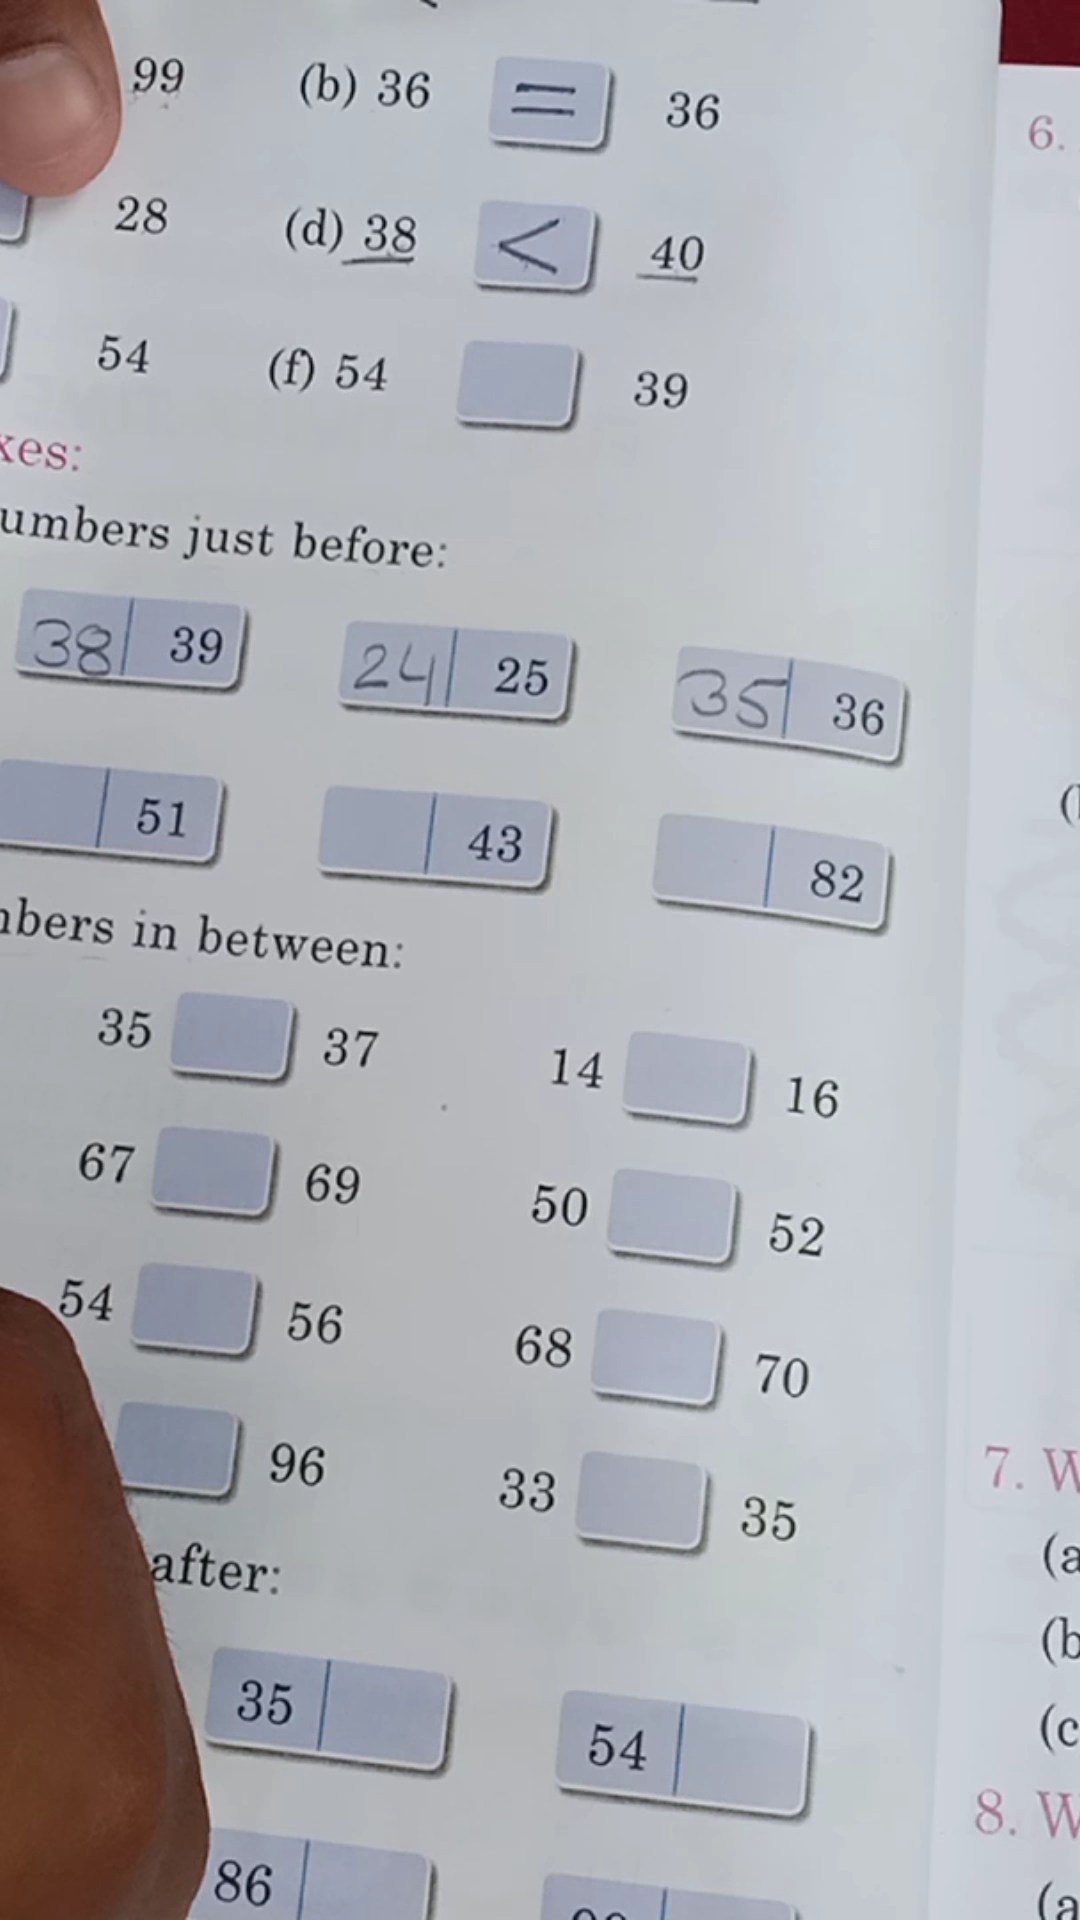 99 (b) 36 = 36
28 (d) 38 < 40
54 (f) 54 39
umbers just before:
38 39 24 25 35 36
51 43 82
in between:
35 37 14 16
67 69 50 52
54 56 68 70
96 33 35
after:
35 54
86
6.
7.
(a
(b
(c
8.
(a